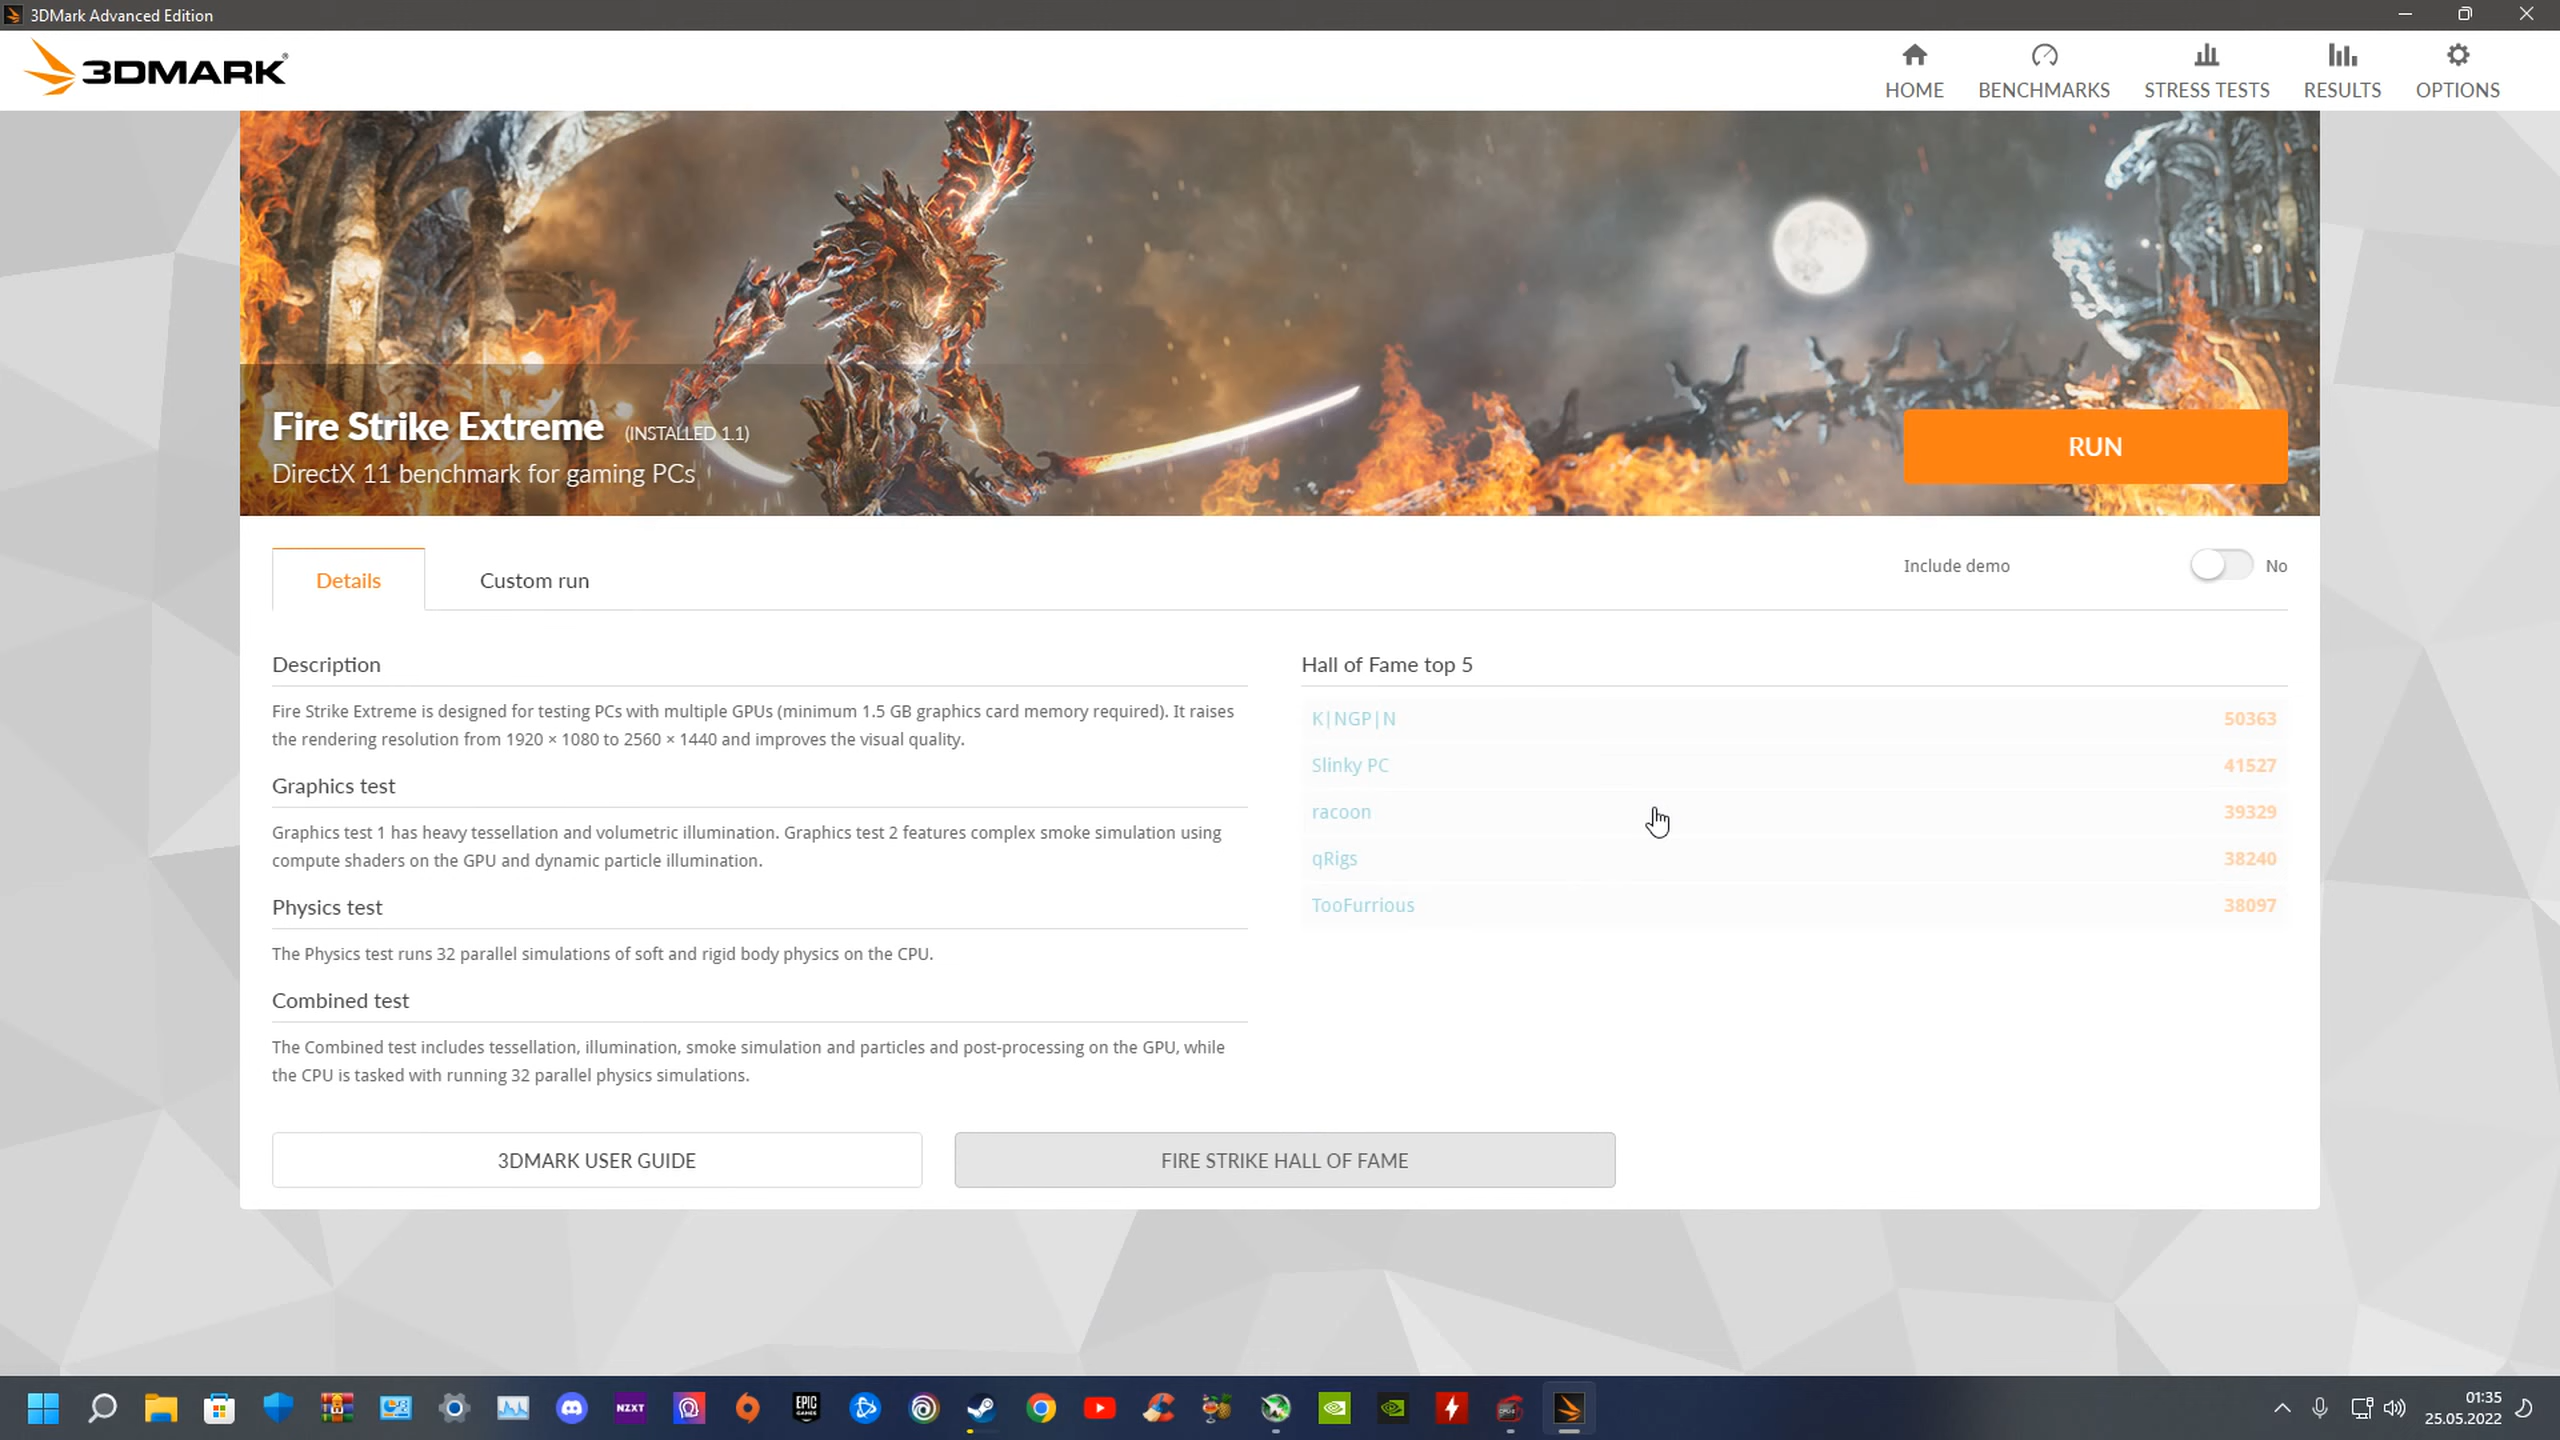 3DMark Advanced Edition
3DMARK
HOME
BENCHMARKS
STRESS TESTS
RESULTS
OPTIONS
Fire Strike Extreme (INSTALLED 1.1)
DirectX 11 benchmark for gaming PCs
RUN
Details
Custom run
Include demo
No
Description
Fire Strike Extreme is designed for testing PCs with multiple GPUs (minimum 1.5 GB graphics card memory required). It raises
the rendering resolution from 1920 × 1080 to 2560 × 1440 and improves the visual quality.
Graphics test
Graphics test 1 has heavy tessellation and volumetric illumination. Graphics test 2 features complex smoke simulation using
compute shaders on the GPU and dynamic particle illumination.
Physics test
The Physics test runs 32 parallel simulations of soft and rigid body physics on the CPU.
Combined test
The Combined test includes tessellation, illumination, smoke simulation and particles and post-processing on the GPU, while
the CPU is tasked with running 32 parallel physics simulations.
Hall of Fame top 5
K|NGP|N 50363
Slinky PC 41527
racoon 39329
qRigs 38240
TooFurrious 38097
3DMARK USER GUIDE
FIRE STRIKE HALL OF FAME
NZXT
EPIC
GAMES
01:35
25.05.2022